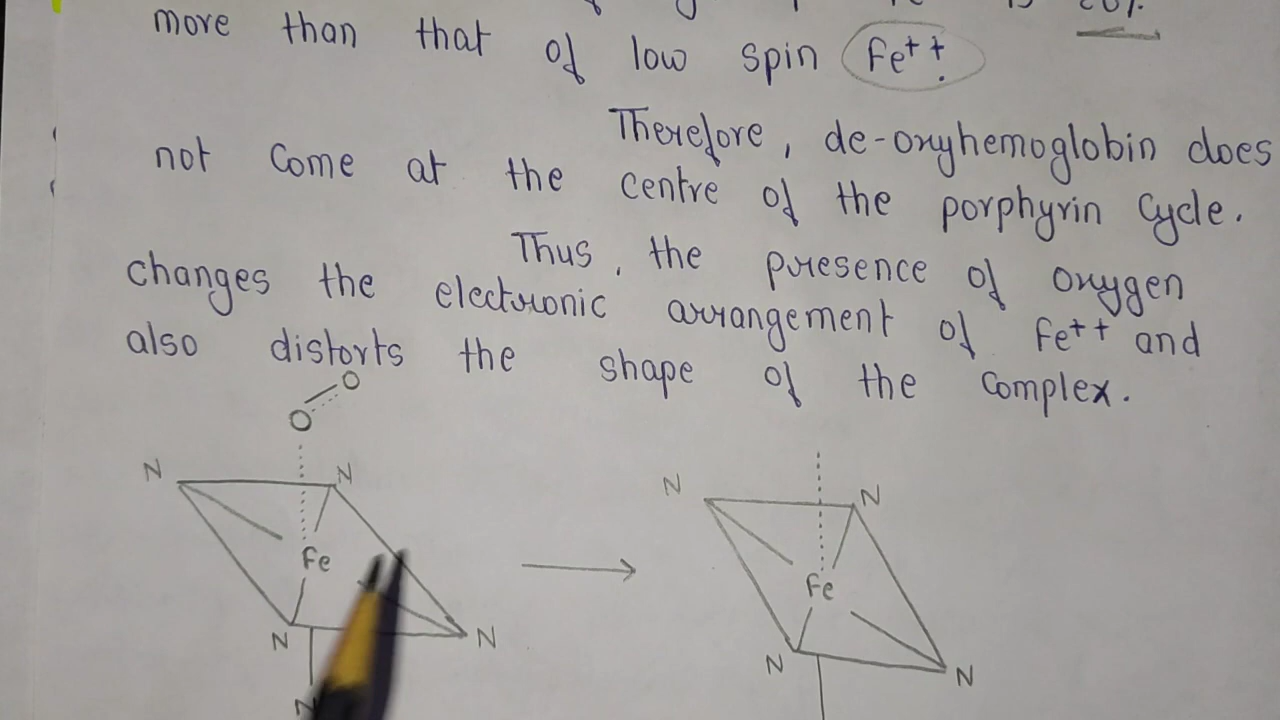 is 20%
more than that of low spin Fe++.
Therefore, de-oxyhemoglobin does
not come at the centre of the porphyrin cycle.
Thus, the presence of oxygen
changes the electronic arrangement of Fe++ and
also distorts the shape of the complex.
O
O
N N
Fe
N N
N
N N
Fe
N N